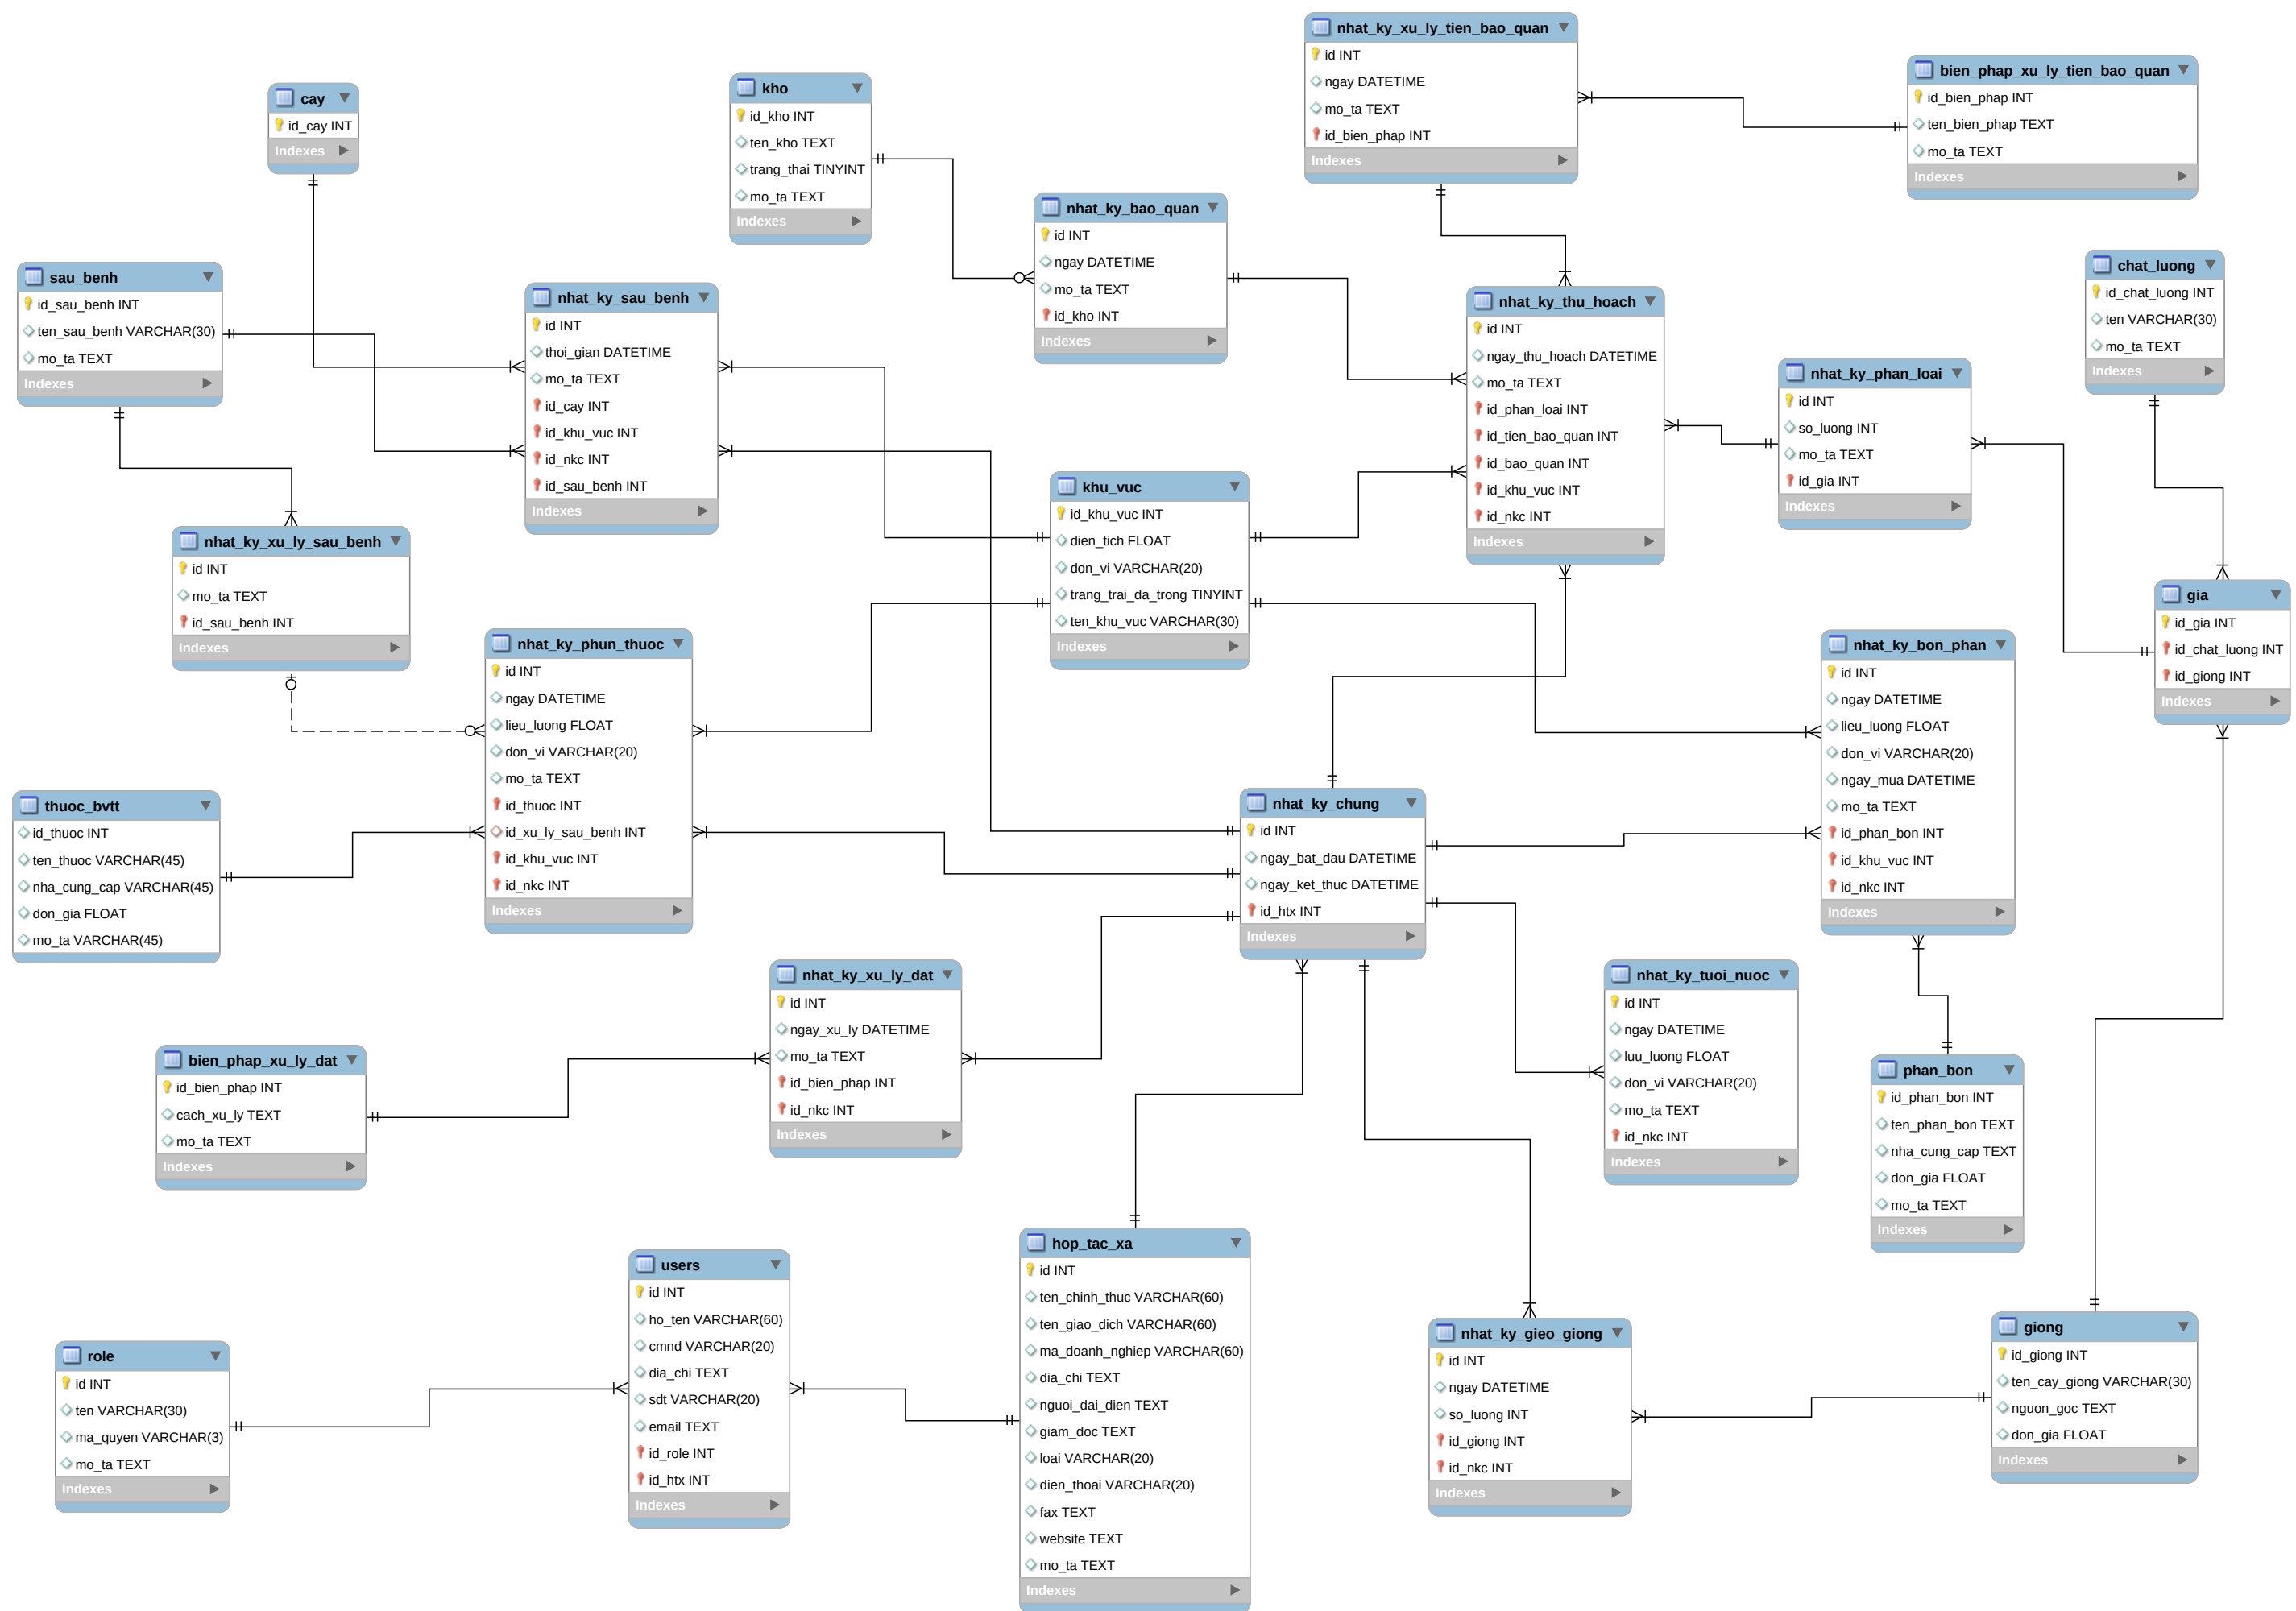 nhat_ky_xu_ly_tien_bao_quan
id INT
ngay DATETIME
mo_ta TEXT
id_bien_phap INT
Indexes
bien_phap_xu_ly_tien_bao_quan
id_bien_phap INT
ten_bien_phap TEXT
mo_ta TEXT
Indexes
cay
id_cay INT
Indexes
kho
id_kho INT
ten_kho TEXT
trang_thai TINYINT
mo_ta TEXT
Indexes
nhat_ky_bao_quan
id INT
ngay DATETIME
mo_ta TEXT
id_kho INT
Indexes
sau_benh
id_sau_benh INT
ten_sau_benh VARCHAR(30)
mo_ta TEXT
Indexes
nhat_ky_sau_benh
id INT
thoi_gian DATETIME
mo_ta TEXT
id_cay INT
id_khu_vuc INT
id_nkc INT
id_sau_benh INT
Indexes
nhat_ky_thu_hoach
id INT
ngay_thu_hoach DATETIME
mo_ta TEXT
id_phan_loai INT
id_tien_bao_quan INT
id_bao_quan INT
id_khu_vuc INT
id_nkc INT
Indexes
chat_luong
id_chat_luong INT
ten VARCHAR(30)
mo_ta TEXT
Indexes
nhat_ky_phan_loai
id INT
so_luong INT
mo_ta TEXT
id_gia INT
Indexes
khu_vuc
id_khu_vuc INT
dien_tich FLOAT
don_vi VARCHAR(20)
trang_trai_da_trong TINYINT
ten_khu_vuc VARCHAR(30)
Indexes
nhat_ky_xu_ly_sau_benh
id INT
mo_ta TEXT
id_sau_benh INT
Indexes
gia
id_gia INT
id_chat_luong INT
id_giong INT
Indexes
nhat_ky_phun_thuoc
id INT
ngay DATETIME
lieu_luong FLOAT
don_vi VARCHAR(20)
mo_ta TEXT
id_thuoc INT
id_xu_ly_sau_benh INT
id_khu_vuc INT
id_nkc INT
Indexes
nhat_ky_bon_phan
id INT
ngay DATETIME
lieu_luong FLOAT
don_vi VARCHAR(20)
ngay_mua DATETIME
mo_ta TEXT
id_phan_bon INT
id_khu_vuc INT
id_nkc INT
Indexes
thuoc_bvtt
id_thuoc INT
ten_thuoc VARCHAR(45)
nha_cung_cap VARCHAR(45)
don_gia FLOAT
mo_ta VARCHAR(45)
nhat_ky_chung
id INT
ngay_bat_dau DATETIME
ngay_ket_thuc DATETIME
id_htx INT
Indexes
nhat_ky_xu_ly_dat
id INT
ngay_xu_ly DATETIME
mo_ta TEXT
id_bien_phap INT
id_nkc INT
Indexes
nhat_ky_tuoi_nuoc
id INT
ngay DATETIME
luu_luong FLOAT
don_vi VARCHAR(20)
mo_ta TEXT
id_nkc INT
Indexes
bien_phap_xu_ly_dat
id_bien_phap INT
cach_xu_ly TEXT
mo_ta TEXT
Indexes
phan_bon
id_phan_bon INT
ten_phan_bon TEXT
nha_cung_cap TEXT
don_gia FLOAT
mo_ta TEXT
Indexes
hop_tac_xa
id INT
ten_chinh_thuc VARCHAR(60)
ten_giao_dich VARCHAR(60)
ma_doanh_nghiep VARCHAR(60)
dia_chi TEXT
nguoi_dai_dien TEXT
giam_doc TEXT
loai VARCHAR(20)
dien_thoai VARCHAR(20)
fax TEXT
website TEXT
mo_ta TEXT
Indexes
users
id INT
ho_ten VARCHAR(60)
cmnd VARCHAR(20)
dia_chi TEXT
sdt VARCHAR(20)
email TEXT
id_role INT
id_htx INT
Indexes
role
id INT
ten VARCHAR(30)
ma_quyen VARCHAR(3)
mo_ta TEXT
Indexes
nhat_ky_gieo_giong
id INT
ngay DATETIME
so_luong INT
id_giong INT
id_nkc INT
Indexes
giong
id_giong INT
ten_cay_giong VARCHAR(30)
nguon_goc TEXT
don_gia FLOAT
Indexes